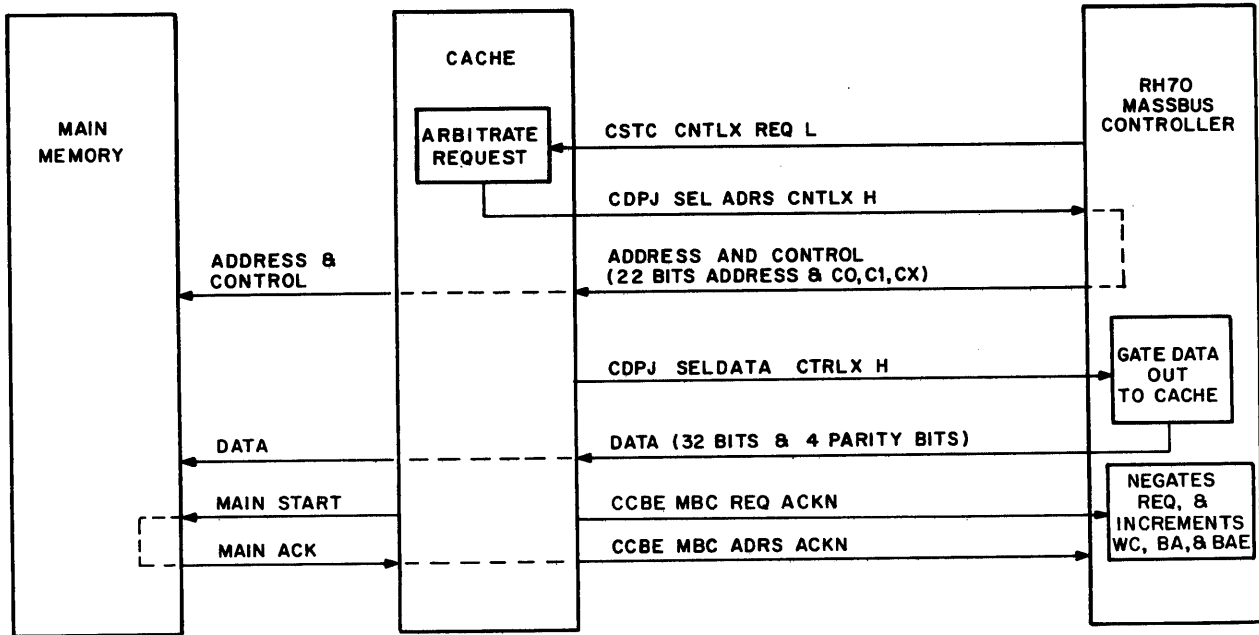 CACHE
MAIN
MEMORY
RH70
MASSBUS
CONTROLLER
ARBITRATE
REQUEST
CSTC CNTLX REQ L
CDPJ SEL ADRS CNTLX H
ADDRESS &
CONTROL
ADDRESS AND CONTROL
(22 BITS ADDRESS & C0,C1,CX)
CDPJ SELDATA CTRLX H
GATE DATA
OUT
TO CACHE
DATA
DATA (32 BITS & 4 PARITY BITS)
MAIN START
CCBE MBC REQ ACKN
NEGATES
REQ, &
INCREMENTS
WC, BA,& BAE
MAIN ACK
CCBE MBC ADRS ACKN